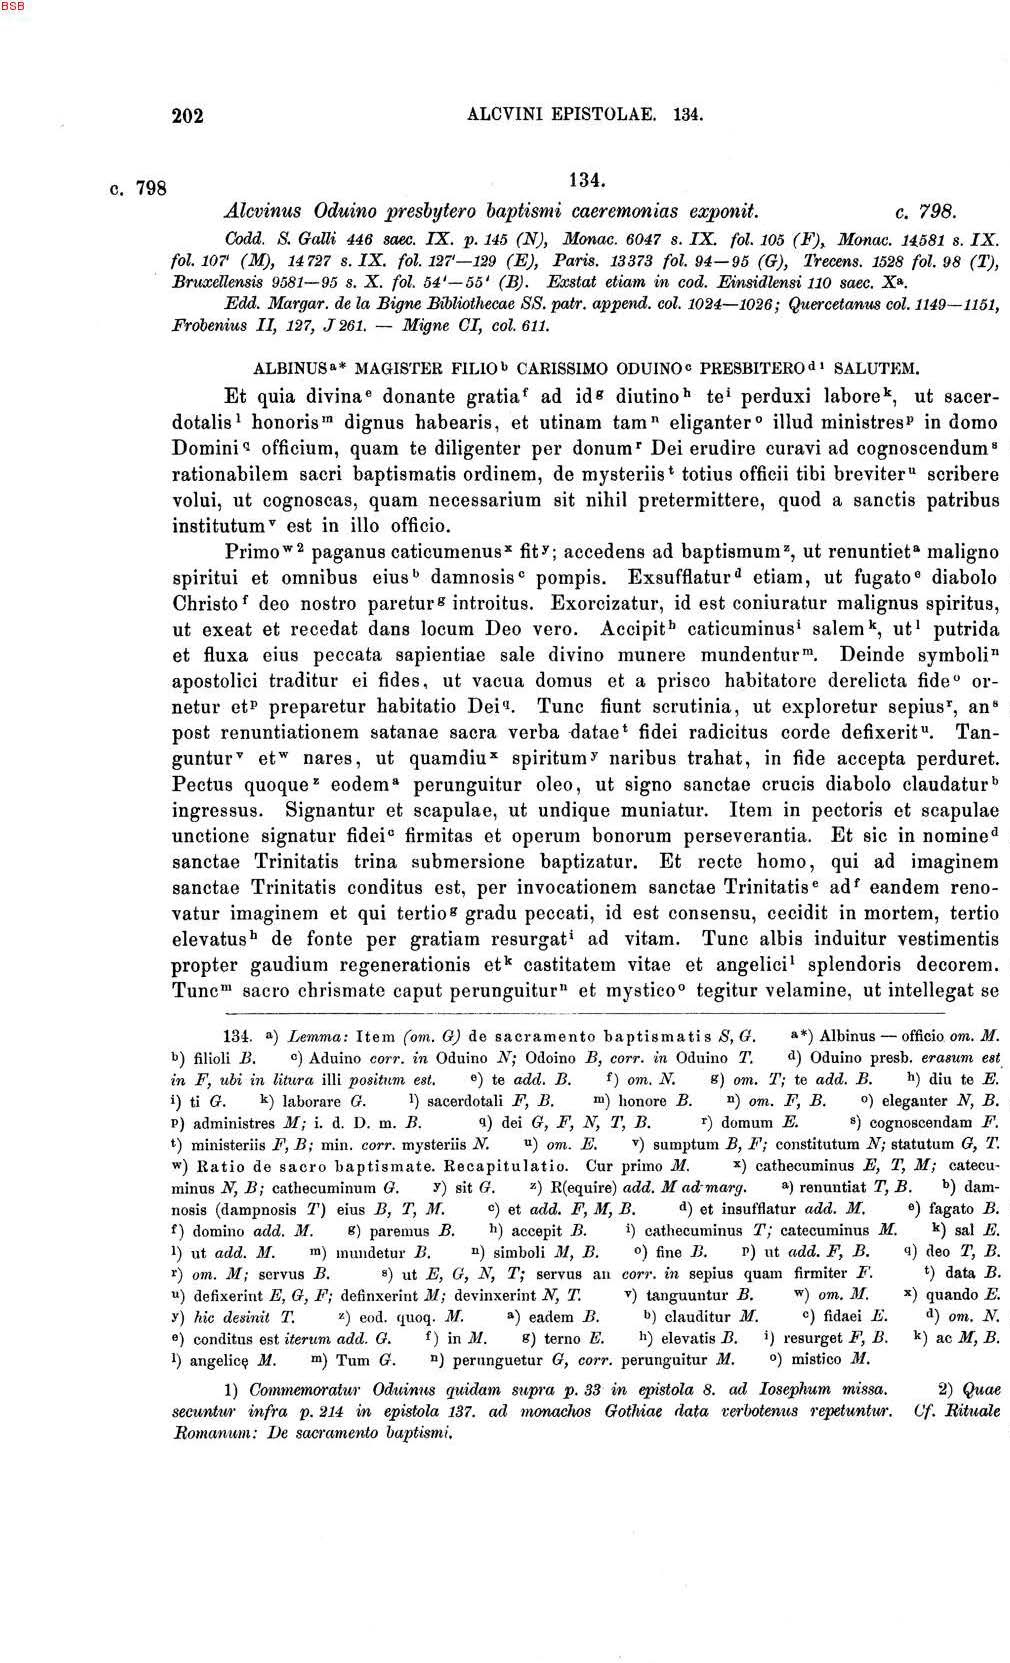 BSB
202 ALCVINI EPISTOLAE. 134.
c. 798 134.
Alcvinus Oduino presbytero baptismi caeremonias exponit. c. 798.
Codd. S. Galli 446 saec. IX. p. 145 (N), Monac. 6047 s. IX. fol. 105 (F), Monac. 14581 s. IX.
fol. 107' (M), 14727 s. IX. fol. 127'—129 (E), Paris. 13373 fol. 94—95 (G), Trecens. 1528 fol. 98 (T),
Bruxellensis 9581—95 s. X. fol. 54'—55' (B). Exstat etiam in cod. Einsidlensi 110 saec. Xª.
Edd. Margar. de la Bigne Bibliothecae SS. patr. append. col. 1024—1026; Quercetanus col. 1149—1151,
Frobenius II, 127, J 261. — Migne CI, col. 611.
ALBINUS a* MAGISTER FILIO b CARISSIMO ODUINO c PRESBITERO d 1 SALUTEM.
Et quia divina e donante gratia f ad id g diutino h te i perduxi labore k, ut sacer-
dotalis l honoris m dignus habearis, et utinam tam n eliganter o illud ministres p in domo
Domini q officium, quam te diligenter per donum r Dei erudire curavi ad cognoscendum s
rationabilem sacri baptismatis ordinem, de mysteriis t totius officii tibi breviter u scribere
volui, ut cognoscas, quam necessarium sit nihil pretermittere, quod a sanctis patribus
institutum v est in illo officio.
Primo w 2 paganus caticumenus x fit y; accedens ad baptismum z, ut renuntiet a maligno
spiritui et omnibus eius b damnosis c pompis. Exsufflatur d etiam, ut fugato e diabolo
Christo f deo nostro paretur g introitus. Exorcizatur, id est coniuratur malignus spiritus,
ut exeat et recedat dans locum Deo vero. Accipit h caticuminus i salem k, ut l putrida
et fluxa eius peccata sapientiae sale divino munere mundentur m. Deinde symboli n
apostolici traditur ei fides, ut vacua domus et a prisco habitatore derelicta fide o or-
netur et p preparetur habitatio Dei q. Tunc fiunt scrutinia, ut exploretur sepius r, an s
post renuntiationem satanae sacra verba datae t fidei radicitus corde defixerit u. Tan-
guntur v et w nares, ut quamdiu x spiritum y naribus trahat, in fide accepta perduret.
Pectus quoque z eodem a perunguitur oleo, ut signo sanctae crucis diabolo claudatur b
ingressus. Signantur et scapulae, ut undique muniatur. Item in pectoris et scapulae
unctione signatur fidei c firmitas et operum bonorum perseverantia. Et sic in nomine d
sanctae Trinitatis trina submersione baptizatur. Et recte homo, qui ad imaginem
sanctae Trinitatis conditus est, per invocationem sanctae Trinitatis e ad f eandem reno-
vatur imaginem et qui tertio g gradu peccati, id est consensu, cecidit in mortem, tertio
elevatus h de fonte per gratiam resurgat i ad vitam. Tunc albis induitur vestimentis
propter gaudium regenerationis et k castitatem vitae et angelici l splendoris decorem.
Tunc m sacro chrismate caput perunguitur n et mystico o tegitur velamine, ut intellegat se
134. a) Lemma: Item (om. G) de sacramento baptismatis S, G. a*) Albinus — officio om. M.
b) filioli B. c) Aduino corr. in Oduino N; Odoino B, corr. in Oduino T. d) Oduino presb. erasum est
in F, ubi in litura illi positum est. e) te add. B. f) om. N. g) om. T; te add. B. h) diu te E.
i) ti G. k) laborare G. l) sacerdotali F, B. m) honore B. n) om. F, B. o) eleganter N, B.
p) administres M; i. d. D. m. B. q) dei G, F, N, T, B. r) domum E. s) cognoscendam F.
t) ministeriis F, B; min. corr. mysteriis N. u) om. E. v) sumptum B, F; constitutum N; statutum G, T.
w) Ratio de sacro baptismate. Recapitulatio. Cur primo M. x) cathecuminus E, T, M; catecu-
minus N, B; cathecuminum G. y) sit G. z) R(equire) add. M ad marg. a) renuntiat T, B. b) dam-
nosis (dampnosis T) eius B, T, M. c) et add. F, M, B. d) et insufflatur add. M. e) fagato B.
f) domino add. M. g) paremus B. h) accepit B. i) cathecuminus T; catecuminus M. k) sal E.
l) ut add. M. m) mundetur B. n) simboli M, B. o) fine B. p) ut add. F, B. q) deo T, B.
r) om. M; servus B. s) ut E, G, N, T; servus an corr. in sepius quam firmiter F. t) data B.
u) defixerint E, G, F; definxerint M; devinxerint N, T. v) tanguuntur B. w) om. M. x) quando E.
y) hic desinit T. z) eod. quoq. M. a) eadem B. b) clauditur M. c) fidaei E. d) om. N.
e) conditus est iterum add. G. f) in M. g) terno E. h) elevatis B. i) resurget F, B. k) ac M, B.
l) angelicę M. m) Tum G. n) perunguetur G, corr. perunguitur M. o) mistico M.
1) Commemoratur Oduinus quidam supra p. 33 in epistola 8. ad Iosephum missa. 2) Quae
secuntur infra p. 214 in epistola 137. ad monachos Gothiae data verbotenus repetuntur. Cf. Rituale
Romanum: De sacramento baptismi.